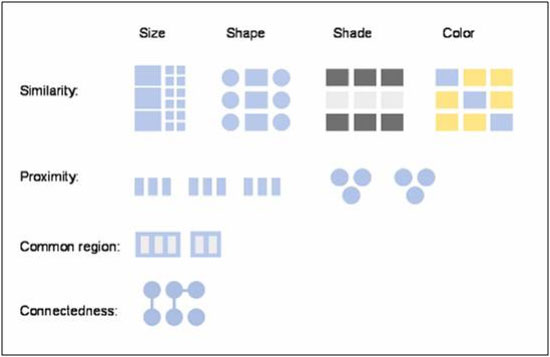 Size Shape Shade Color
Similarity:
Proximity:
Common region:
Connectedness: